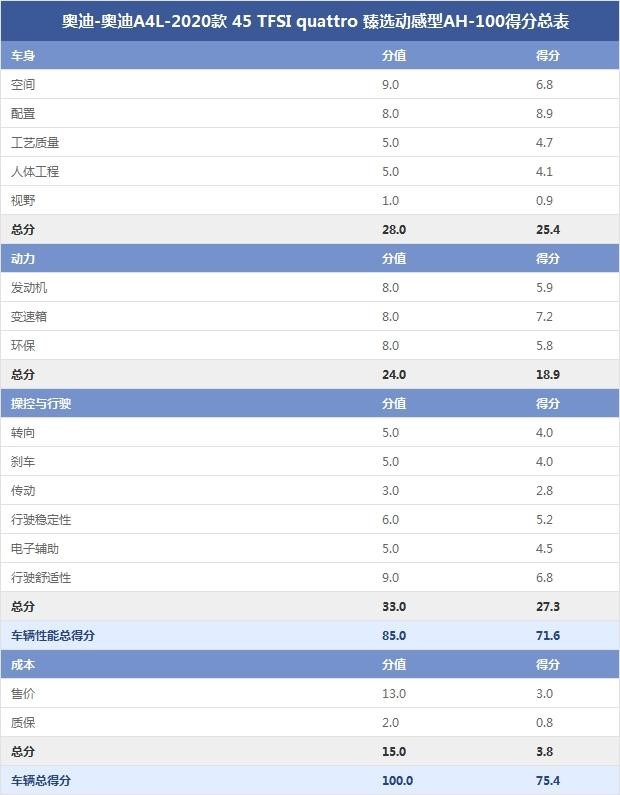 奥迪-奥迪A4L-2020款 45 TFSI quattro 臻选动感型AH-100得分总表
车身 分值 得分
空间 9.0 6.8
配置 8.0 8.9
工艺质量 5.0 4.7
人体工程 5.0 4.1
视野 1.0 0.9
总分 28.0 25.4
动力 分值 得分
发动机 8.0 5.9
变速箱 8.0 7.2
环保 8.0 5.8
总分 24.0 18.9
操控与行驶 分值 得分
转向 5.0 4.0
刹车 5.0 4.0
传动 3.0 2.8
行驶稳定性 6.0 5.2
电子辅助 5.0 4.5
行驶舒适性 9.0 6.8
总分 33.0 27.3
车辆性能总得分 85.0 71.6
成本 分值 得分
售价 13.0 3.0
质保 2.0 0.8
总分 15.0 3.8
车辆总得分 100.0 75.4